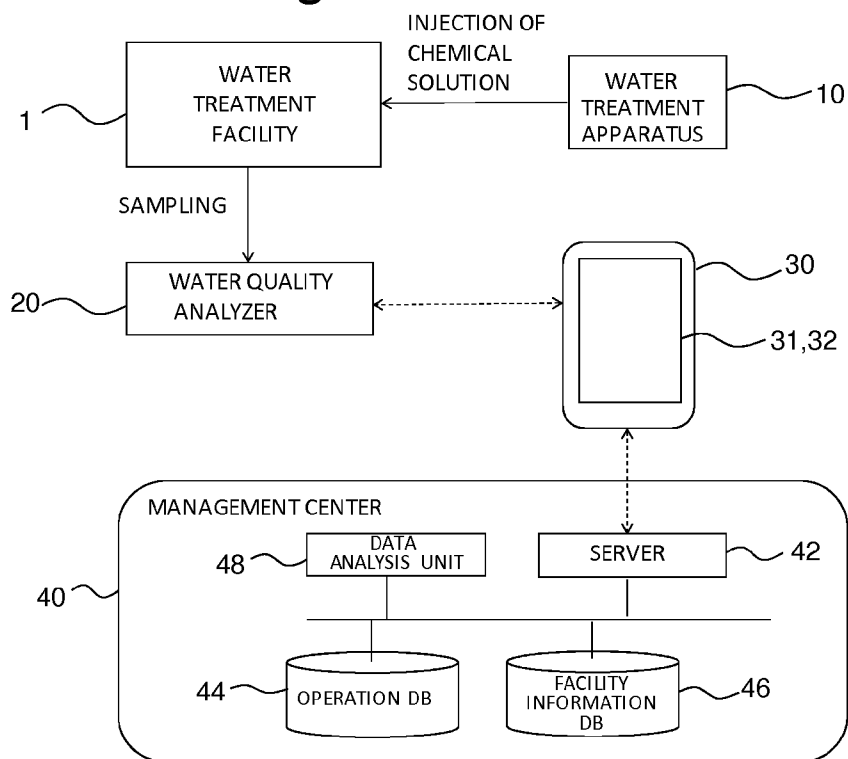 INJECTION OF
CHEMICAL
SOLUTION
WATER
TREATMENT
FACILITY
1
WATER
TREATMENT
APPARATUS
10
SAMPLING
WATER QUALITY
ANALYZER
20
30
31,32
MANAGEMENT CENTER
40
DATA
ANALYSIS UNIT
48
SERVER
42
OPERATION DB
44
FACILITY
INFORMATION
DB
46